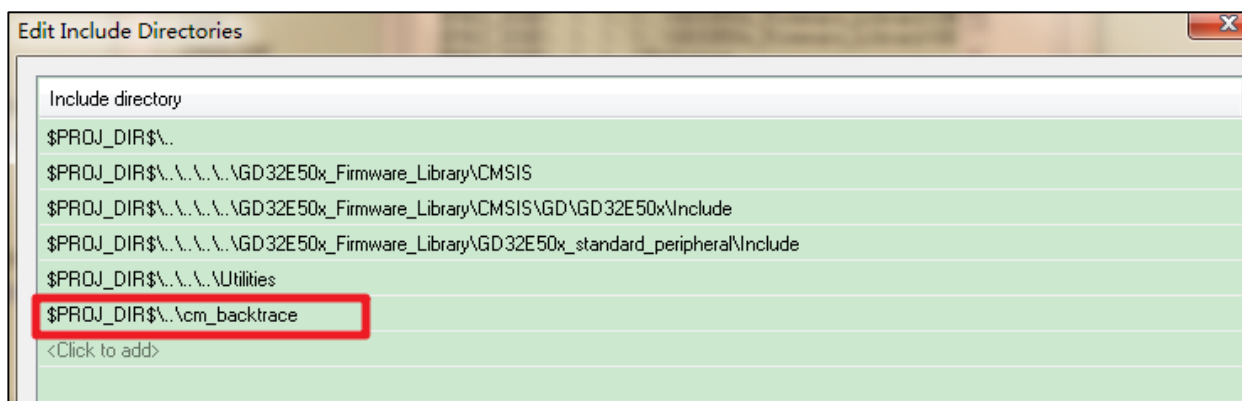 Edit Include Directories
Include directory
$PROJ_DIR$\..
$PROJ_DIR$\..\..\..\..\GD32E50x_Firmware_Library\CMSIS
$PROJ_DIR$\..\..\..\..\GD32E50x_Firmware_Library\CMSIS\GD\GD32E50x\Include
$PROJ_DIR$\..\..\..\..\GD32E50x_Firmware_Library\GD32E50x_standard_peripheral\Include
$PROJ_DIR$\..\..\..\..\Utilities
$PROJ_DIR$\..\cm_backtrace
<Click to add>